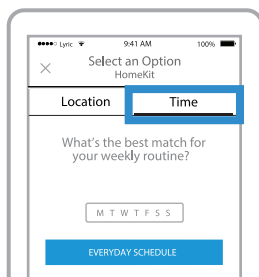 Lyric 9:41 AM 100%
Select an Option
HomeKit
Location Time
What's the best match for
your weekly routine?
M T W T F S S
EVERYDAY SCHEDULE